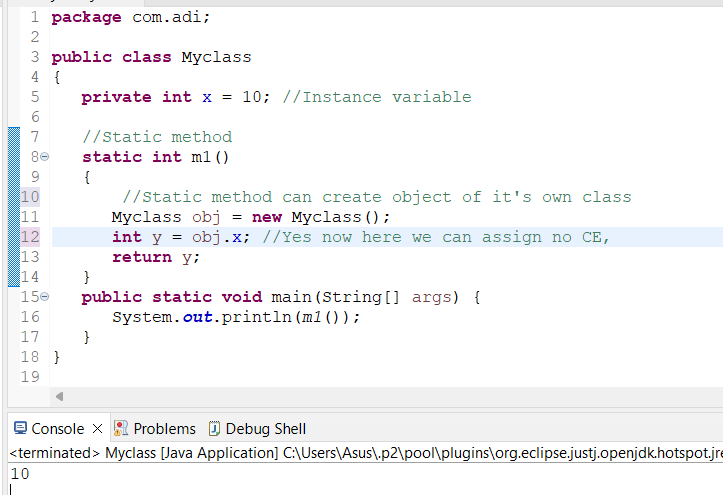 1 package com.adi;
2
3 public class Myclass
4 {
5 private int x = 10; //Instance variable
6
7 //Static method
8 static int m1()
9 {
10 //Static method can create object of it's own class
11 Myclass obj = new Myclass();
12 int y = obj.x; //Yes now here we can assign no CE,
13 return y;
14 }
15 public static void main(String[] args) {
16 System.out.println(m1());
17 }
18 }
19
Console Problems Debug Shell
<terminated> Myclass [Java Application] C:\Users\Asus\.p2\pool\plugins\org.eclipse.justj.openjdk.hotspot.jre
10